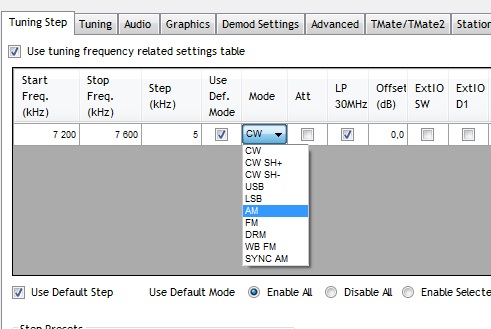 Tuning Step Tuning Audio Graphics Demod Settings Advanced TMate/TMate2 Station
Use tuning frequency related settings table
Start Freq. (kHz) Stop Freq. (kHz) Step (kHz) Use Def. Mode Mode Att LP 30MHz Offset (dB) ExtIO SW ExtIO D1
7 200 7 600 5 CW 0,0
CW
CW SH+
CW SH-
USB
LSB
AM
FM
DRM
WB FM
SYNC AM
Use Default Step Use Default Mode Enable All Disable All Enable Selecte
Step Presets